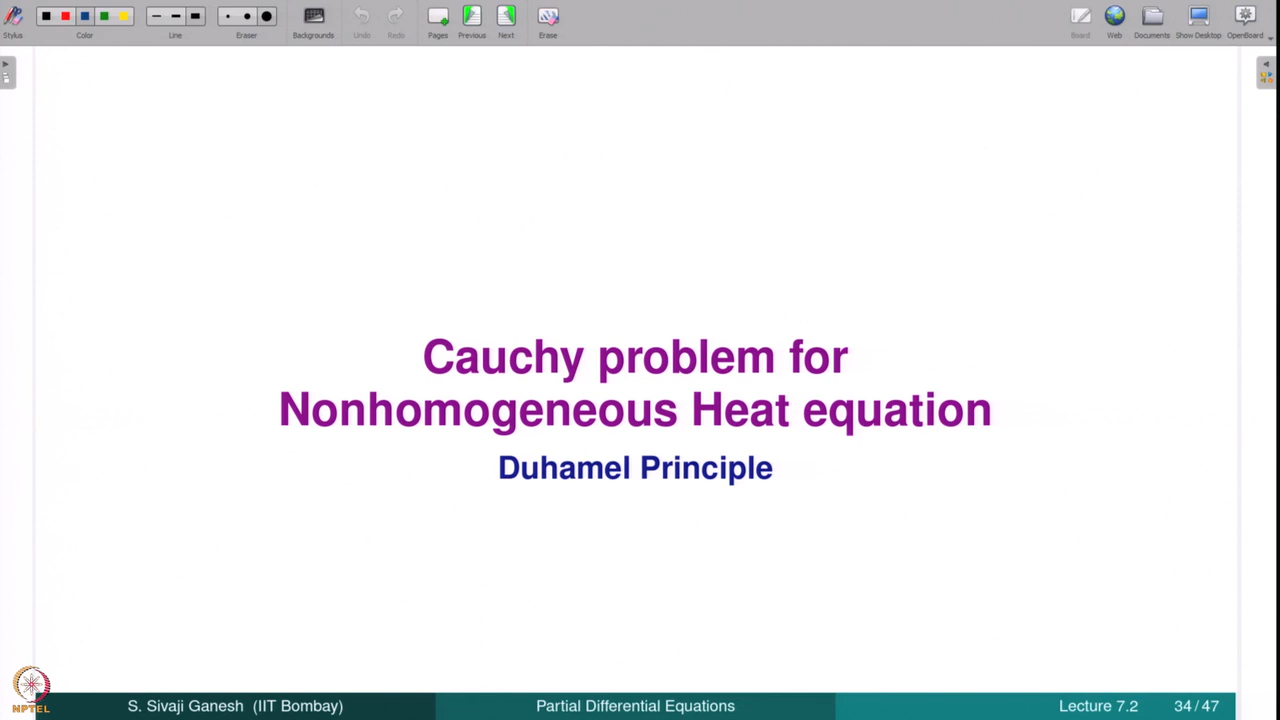 Stylus
Color
Line
Eraser
Backgrounds
Undo
Redo
Pages
Previous
Next
Erase
Board
Web
Documents
Show Desktop
OpenBoard
Cauchy problem for
Nonhomogeneous Heat equation
Duhamel Principle
NPTEL
S. Sivaji Ganesh (IIT Bombay)
Partial Differential Equations
Lecture 7.2
34/47